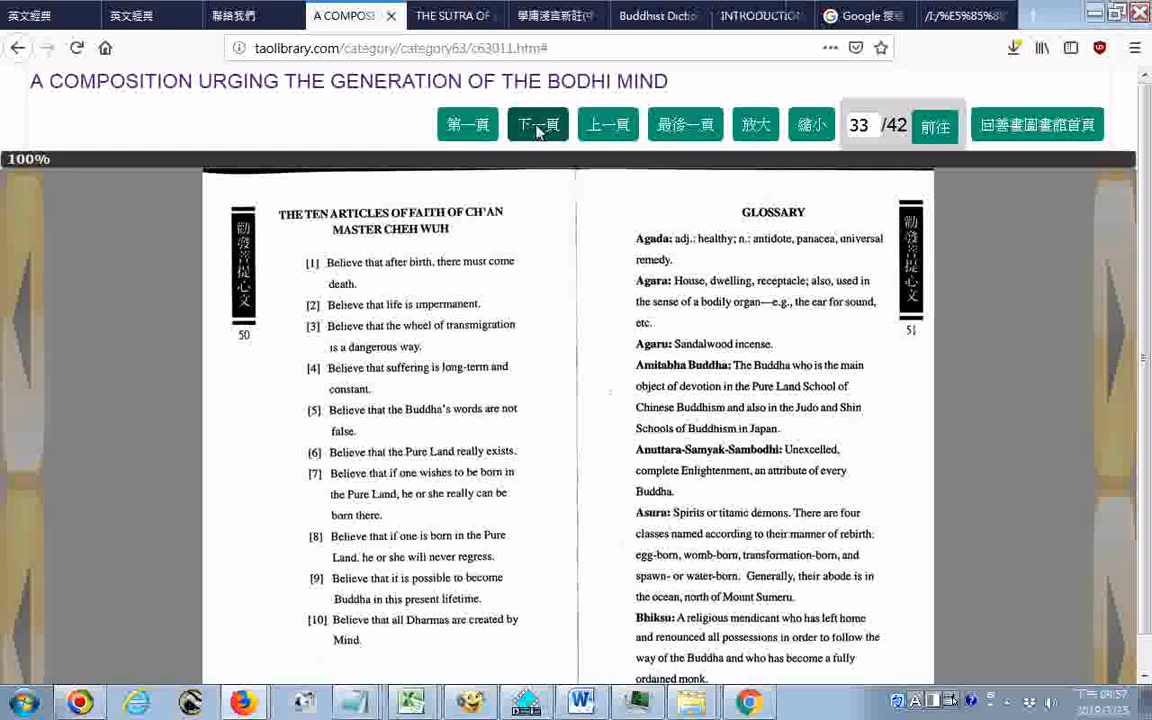 英文經典
英文經典
聯絡我們
A COMPOSI
THE SUTRA OF
學庸淺言新註(中
Buddhist Dictio
INTRODUCTION
Google 搜
/I:/%E5%85%8
taolibrary.com/category/category63/c63011.htm#
A COMPOSITION URGING THE GENERATION OF THE BODHI MIND
第一頁
下一頁
上一頁
最後一頁
放大
縮小
33 /42
前往
回善書圖書館首頁
100%
勸發菩提心文
50
THE TEN ARTICLES OF FAITH OF CH'AN
MASTER CHEH WUH
[1] Believe that after birth, there must come
death.
[2] Believe that life is impermanent.
[3] Believe that the wheel of transmigration
is a dangerous way.
[4] Believe that suffering is long-term and
constant.
[5] Believe that the Buddha's words are not
false.
[6] Believe that the Pure Land really exists.
[7] Believe that if one wishes to be born in
the Pure Land, he or she really can be
born there.
[8] Believe that if one is born in the Pure
Land, he or she will never regress.
[9] Believe that it is possible to become
Buddha in this present lifetime.
[10] Believe that all Dharmas are created by
Mind.
GLOSSARY
Agada: adj.: healthy; n.: antidote, panacea, universal
remedy.
Agara: House, dwelling, receptacle; also, used in
the sense of a bodily organ—e.g., the ear for sound,
etc.
Agaru: Sandalwood incense.
Amitabha Buddha: The Buddha who is the main
object of devotion in the Pure Land School of
Chinese Buddhism and also in the Judo and Shin
Schools of Buddhism in Japan.
Anuttara-Samyak-Sambodhi: Unexcelled,
complete Enlightenment, an attribute of every
Buddha.
Asura: Spirits or titanic demons. There are four
classes named according to their manner of rebirth:
egg-born, womb-born, transformation-born, and
spawn- or water-born. Generally, their abode is in
the ocean, north of Mount Sumeru.
Bhiksu: A religious mendicant who has left home
and renounced all possessions in order to follow the
way of the Buddha and who has become a fully
ordained monk.
勸發菩提心文
51